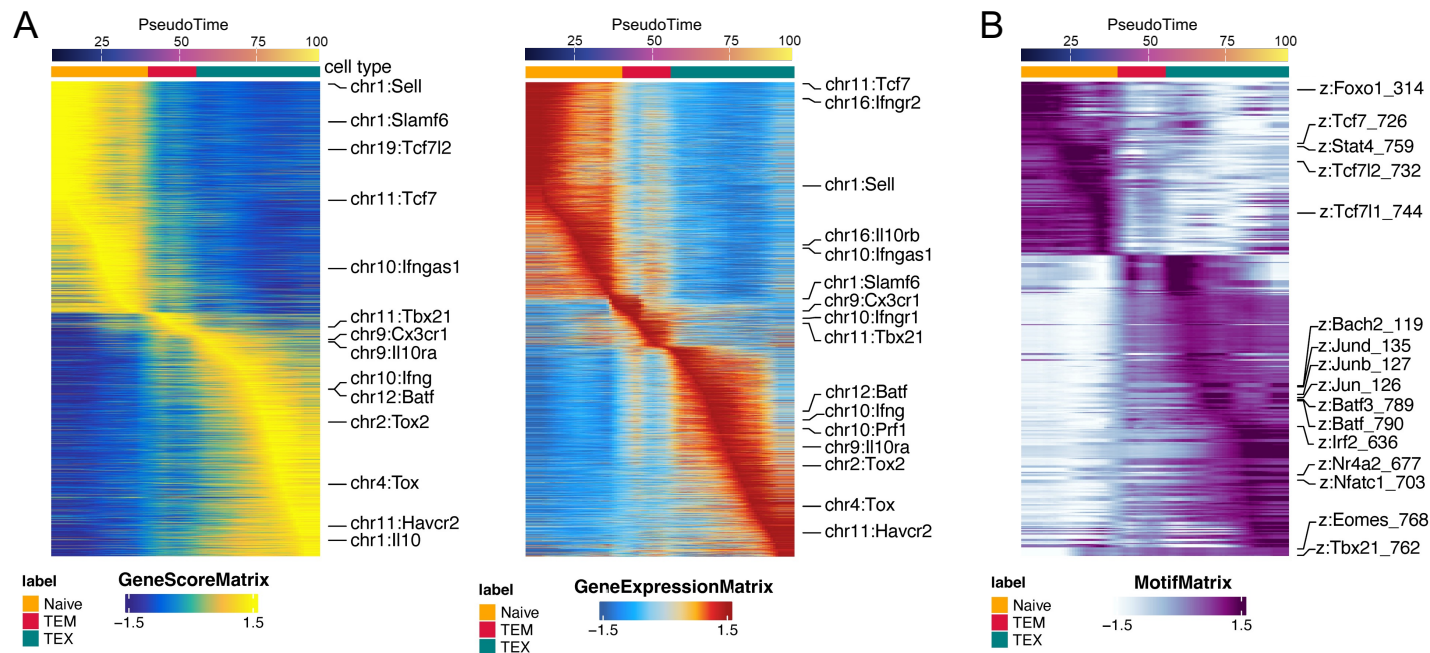 A
PseudoTime
25 50 75 100
cell type
chr1:Sell
chr1:Slamf6
chr19:Tcf7l2
chr11:Tcf7
chr10:Ifngas1
chr11:Tbx21
chr9:Cx3cr1
chr9:Il10ra
chr10:Ifng
chr12:Batf
chr2:Tox2
chr4:Tox
chr11:Havcr2
chr1:Il10
label
Naive
TEM
TEX
GeneScoreMatrix
−1.5 1.5
PseudoTime
25 50 75 100
chr11:Tcf7
chr16:Ifngr2
chr1:Sell
chr16:Il10rb
chr10:Ifngas1
chr1:Slamf6
chr9:Cx3cr1
chr10:Ifngr1
chr11:Tbx21
chr12:Batf
chr10:Ifng
chr10:Prf1
chr9:Il10ra
chr2:Tox2
chr4:Tox
chr11:Havcr2
label
Naive
TEM
TEX
GeneExpressionMatrix
−1.5 1.5
B
PseudoTime
25 50 75 100
z:Foxo1_314
z:Tcf7_726
z:Stat4_759
z:Tcf7l2_732
z:Tcf7l1_744
z:Bach2_119
z:Jund_135
z:Junb_127
z:Jun_126
z:Batf3_789
z:Batf_790
z:Irf2_636
z:Nr4a2_677
z:Nfatc1_703
z:Eomes_768
z:Tbx21_762
label
Naive
TEM
TEX
MotifMatrix
−1.5 1.5